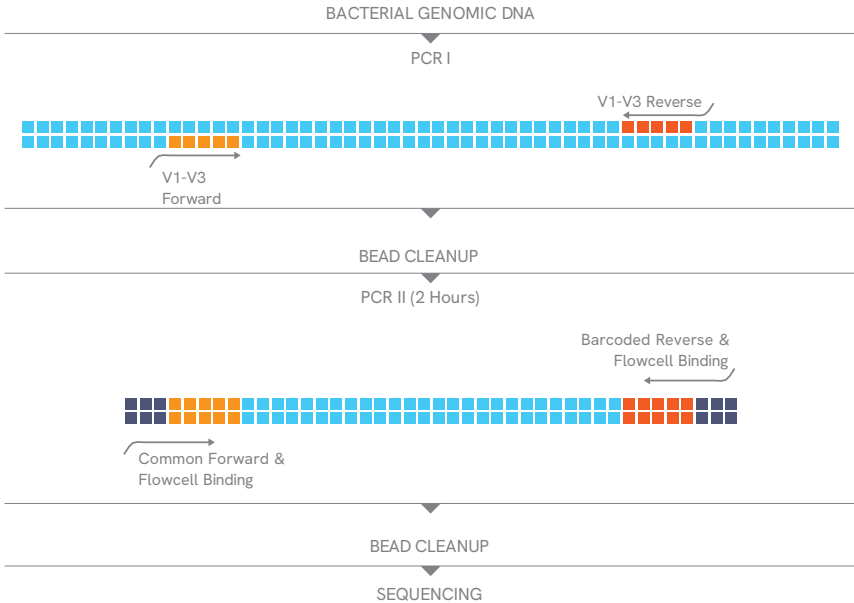 BACTERIAL GENOMIC DNA
PCR I
V1-V3 Reverse
V1-V3
Forward
BEAD CLEANUP
PCR II (2 Hours)
Barcoded Reverse &
Flowcell Binding
Common Forward &
Flowcell Binding
BEAD CLEANUP
SEQUENCING